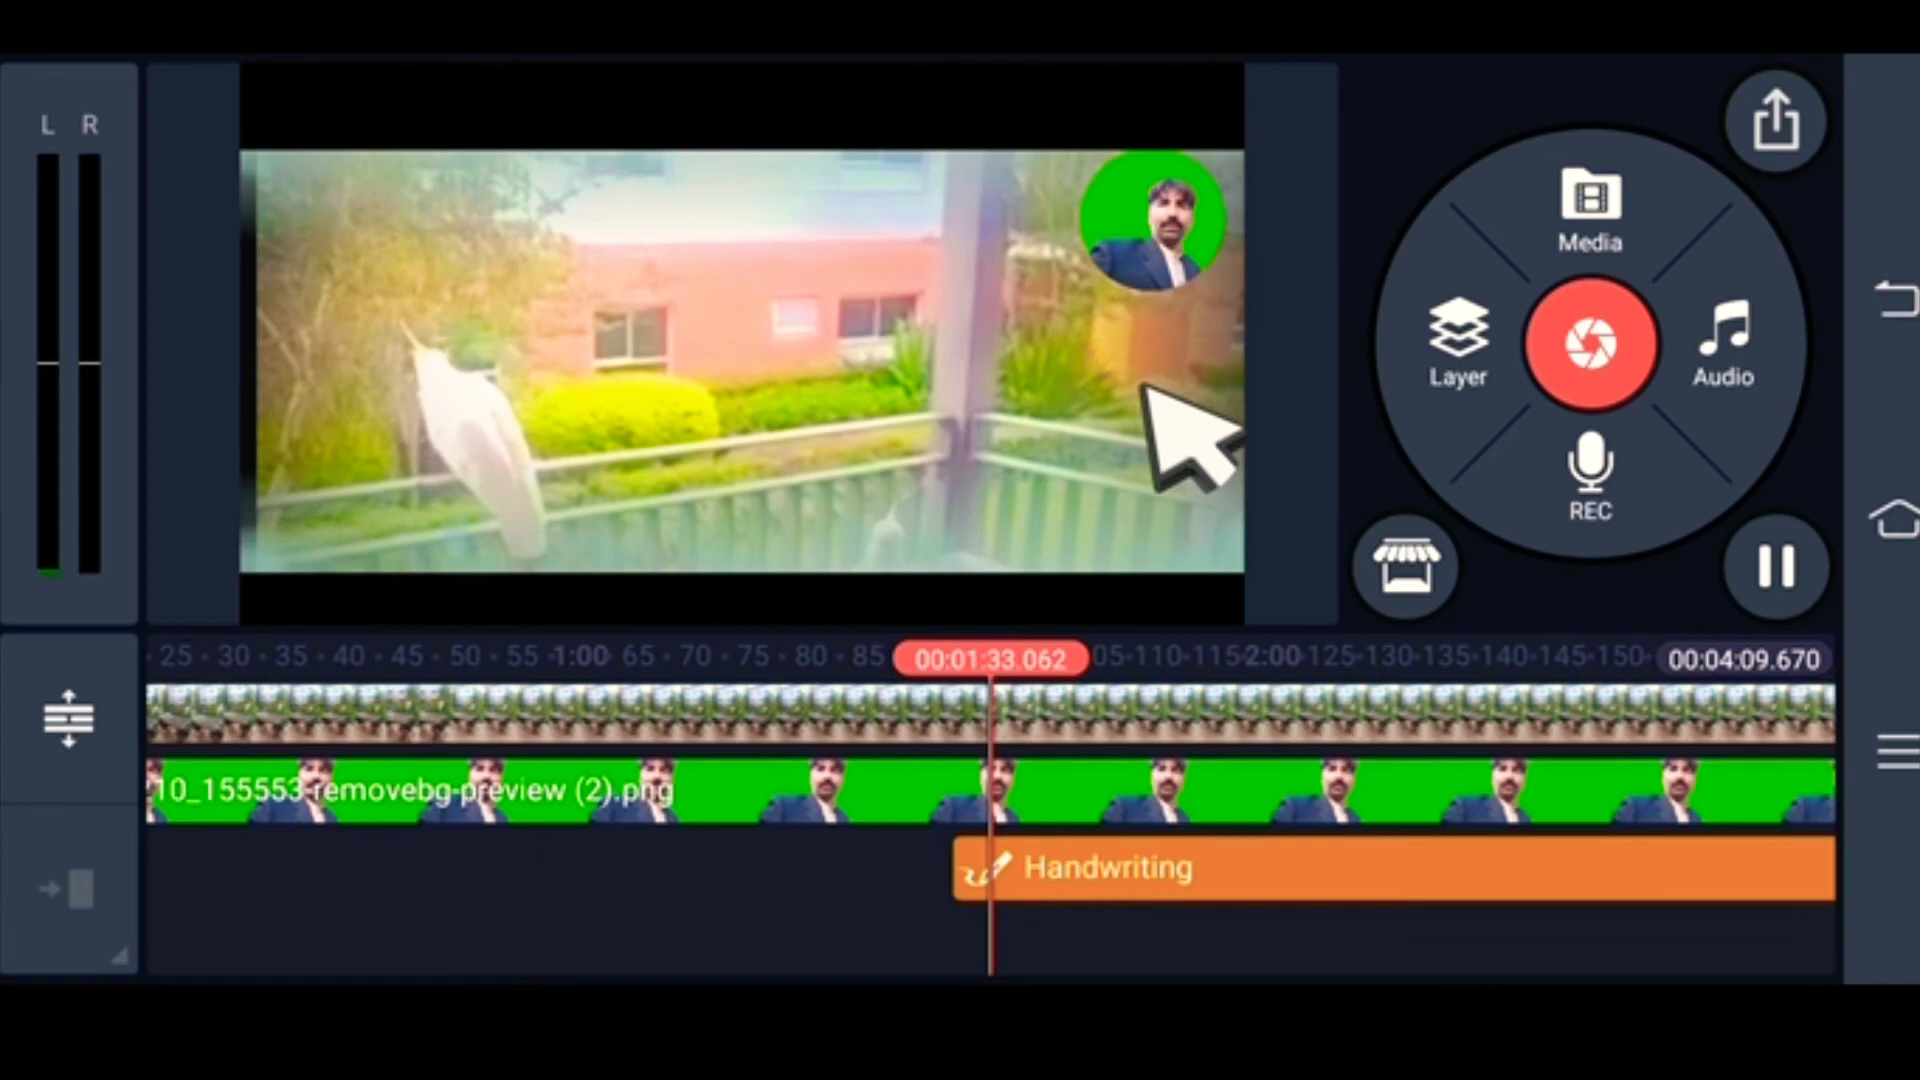 L R
Media
Layer
Audio
REC
25 30 35 40 45 50 55 1:00 65 70 75 80 85 00:01:33.062 05 110 115 2:00 125 130 135 140 145 150 00:04:09.670
10_155553-removebg-preview (2).png
Handwriting